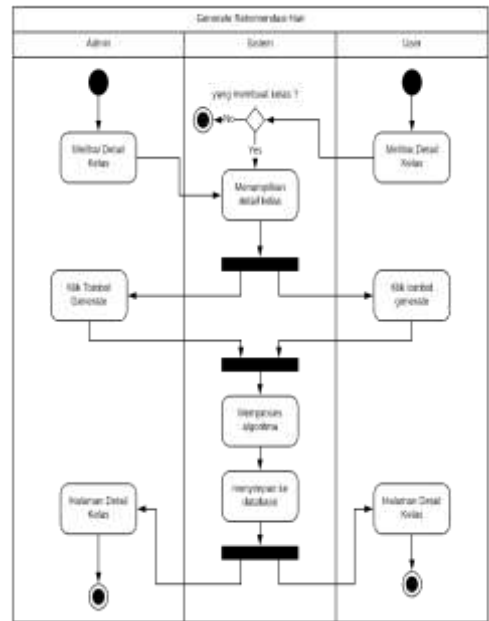 Generate Rekomendasi Hair
Admin
Sistem
User
yang membuat kelas ?
No
Yes
Melihat Detail
Kelas
Melihat Detail
Kelas
Menampilkan
detail kelas
Klik Tombol
Generate
Klik tombol
generate
Memproses
algoritma
menyimpan ke
database
Halaman Detail
Kelas
Halaman Detail
Kelas